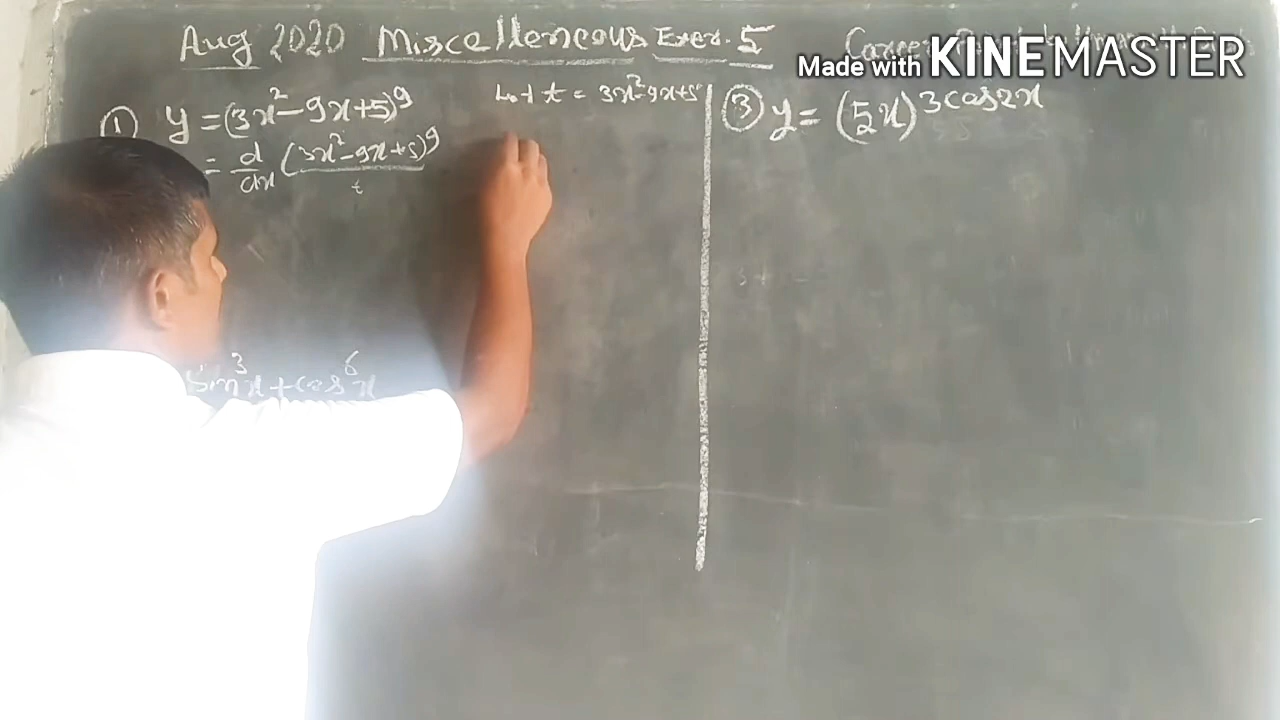 Aug 2020 Miscelleneous Exer. 5
Made with KINEMASTER
① y = (3x² - 9x + 5)⁹
= d/dx (3x² - 9x + 5)⁹
t
Let t = 3x² - 9x + 5
sin³x + cos⁶x
③ y = (5x)^3cos2x